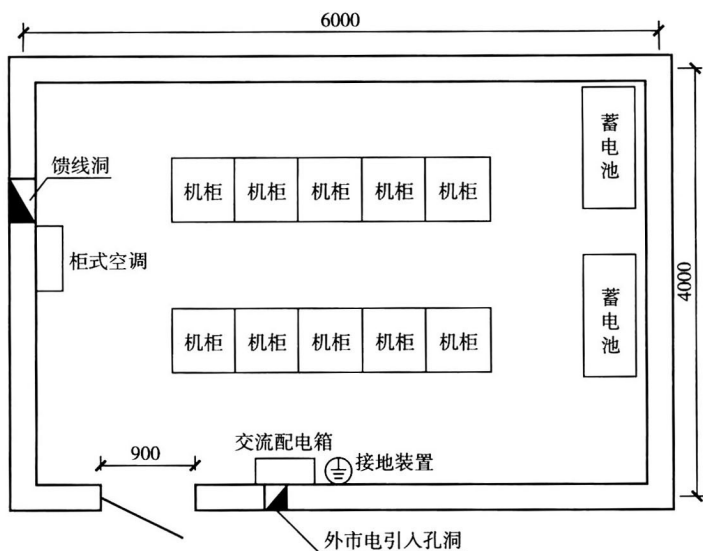 6000
蓄电池
馈线洞
机柜 机柜 机柜 机柜 机柜
柜式空调
4000
蓄电池
机柜 机柜 机柜 机柜 机柜
900
交流配电箱
接地装置
外市电引入孔洞